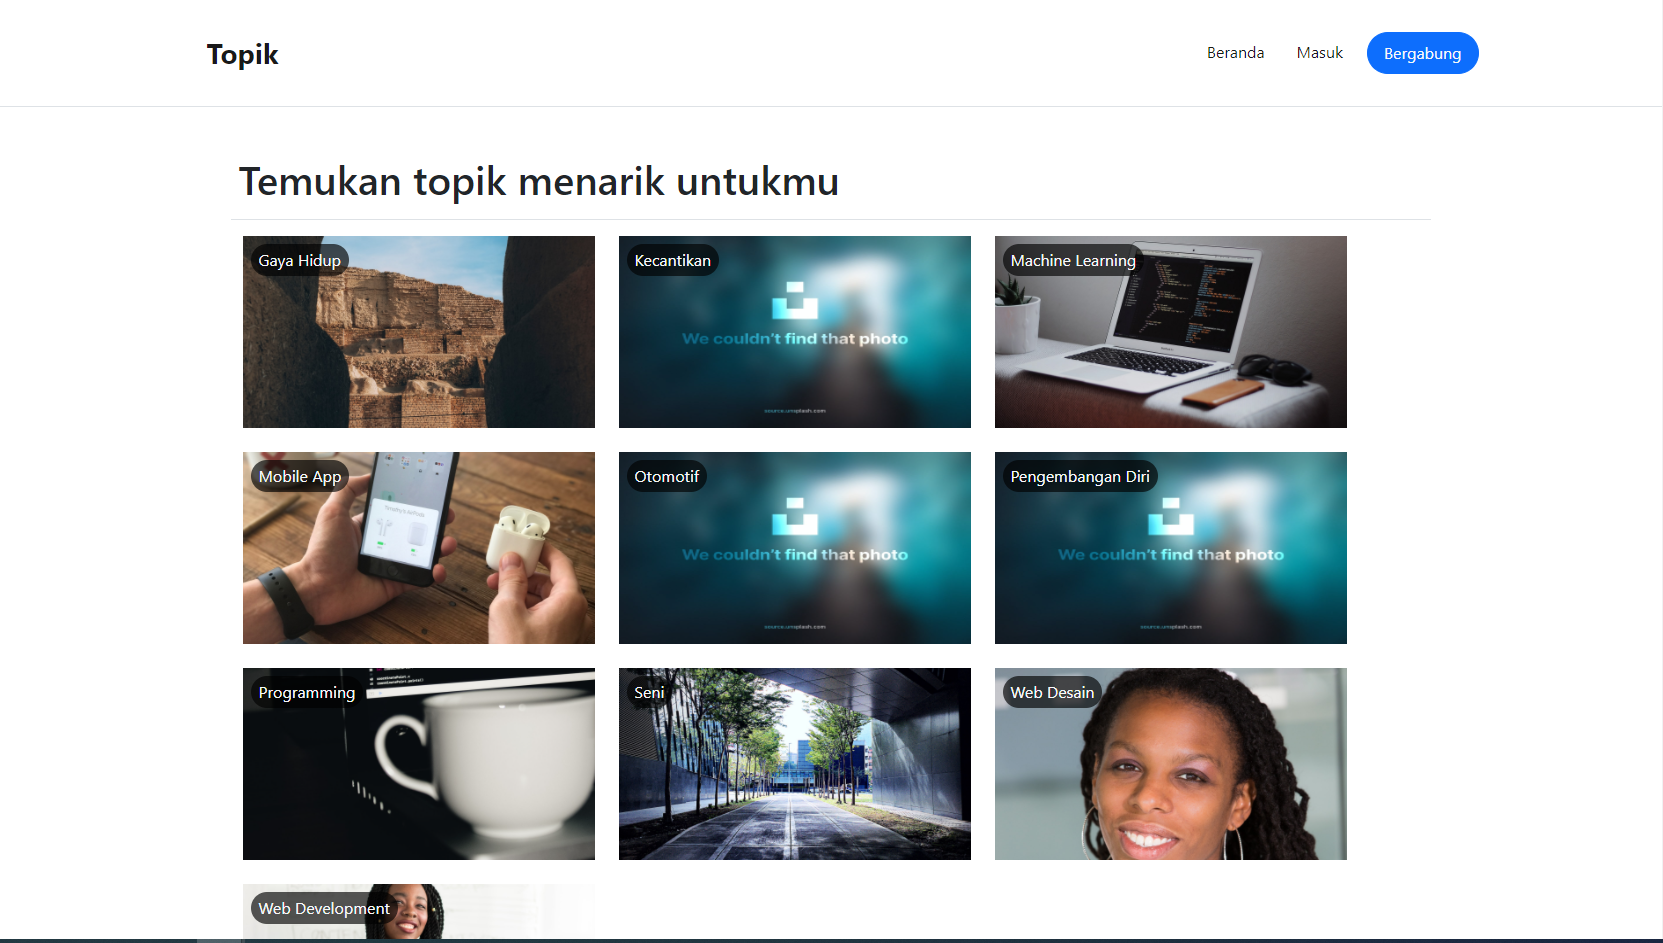 Topik
Beranda
Masuk
Bergabung
Temukan topik menarik untukmu
Gaya Hidup
Kecantikan
We couldn't find that photo
source.unsplash.com
Machine Learning
Mobile App
Otomotif
We couldn't find that photo
source.unsplash.com
Pengembangan Diri
We couldn't find that photo
source.unsplash.com
Programming
Seni
Web Desain
Web Development